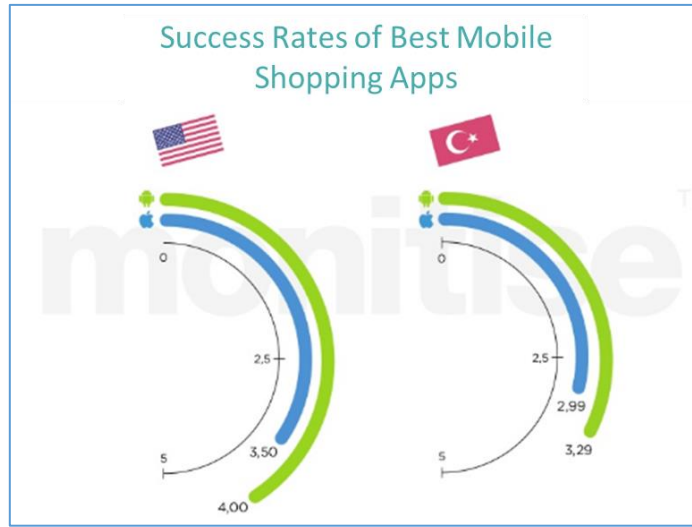 Success Rates of Best Mobile
Shopping Apps
monitise
T
0
2,5
5
3,50
4,00
0
2,5
5
2,99
3,29